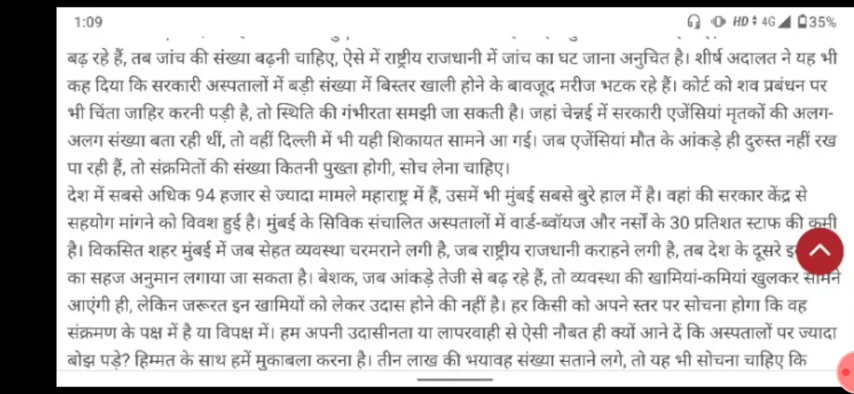 1:09 HD 4G 35%
बढ़ रहे हैं, तब जांच की संख्या बढ़नी चाहिए, ऐसे में राष्ट्रीय राजधानी में जांच का घट जाना अनुचित है। शीर्ष अदालत ने यह भी
कह दिया कि सरकारी अस्पतालों में बड़ी संख्या में बिस्तर खाली होने के बावजूद मरीज भटक रहे हैं। कोर्ट को शव प्रबंधन पर
भी चिंता जाहिर करनी पड़ी है, तो स्थिति की गंभीरता समझी जा सकती है। जहां चेन्नई में सरकारी एजेंसियां मृतकों की अलग-
अलग संख्या बता रही थीं, तो वहीं दिल्ली में भी यही शिकायत सामने आ गई। जब एजेंसियां मौत के आंकड़े ही दुरुस्त नहीं रख
पा रही हैं, तो संक्रमितों की संख्या कितनी पुख्ता होगी, सोच लेना चाहिए।
देश में सबसे अधिक 94 हजार से ज्यादा मामले महाराष्ट्र में हैं, उसमें भी मुंबई सबसे बुरे हाल में है। वहां की सरकार केंद्र से
सहयोग मांगने को विवश हुई है। मुंबई के सिविक संचालित अस्पतालों में वार्ड-ब्वॉयज और नर्सों के 30 प्रतिशत स्टाफ की कमी
है। विकसित शहर मुंबई में जब सेहत व्यवस्था चरमराने लगी है, जब राष्ट्रीय राजधानी कराहने लगी है, तब देश के दूसरे
का सहज अनुमान लगाया जा सकता है। बेशक, जब आंकड़े तेजी से बढ़ रहे हैं, तो व्यवस्था की खामियां-कमियां खुलकर सामने
आएंगी ही, लेकिन जरूरत इन खामियों को लेकर उदास होने की नहीं है। हर किसी को अपने स्तर पर सोचना होगा कि वह
संक्रमण के पक्ष में है या विपक्ष में। हम अपनी उदासीनता या लापरवाही से ऐसी नौबत ही क्यों आने दें कि अस्पतालों पर ज्यादा
बोझ पड़े? हिम्मत के साथ हमें मुकाबला करना है। तीन लाख की भयावह संख्या सताने लगे, तो यह भी सोचना चाहिए कि